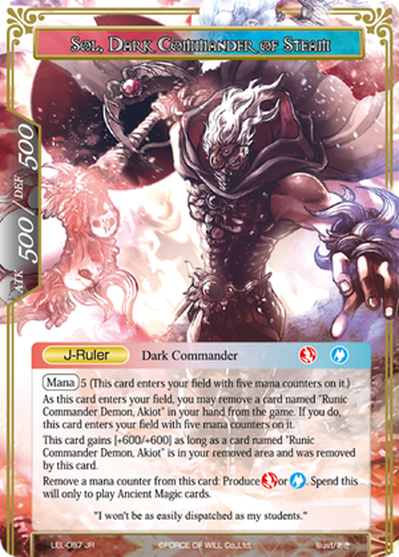 Sol, Dark Commander of Steam
ATK 500 / DEF 500
J-Ruler Dark Commander
Mana 5 (This card enters your field with five mana counters on it.)
As this card enters your field, you may remove a card named "Runic
Commander Demon, Akiot" in your hand from the game. If you do,
this card enters your field with five mana counters on it.
This card gains [+600/+600] as long as a card named "Runic
Commander Demon, Akiot" is in your removed area and was removed
by this card.
Remove a mana counter from this card: Produce or . Spend this
will only to play Ancient Magic cards.
"I won't be as easily dispatched as my students."
LEL-087 JR ©FORCE OF WILL Co.,Ltd. Illust/